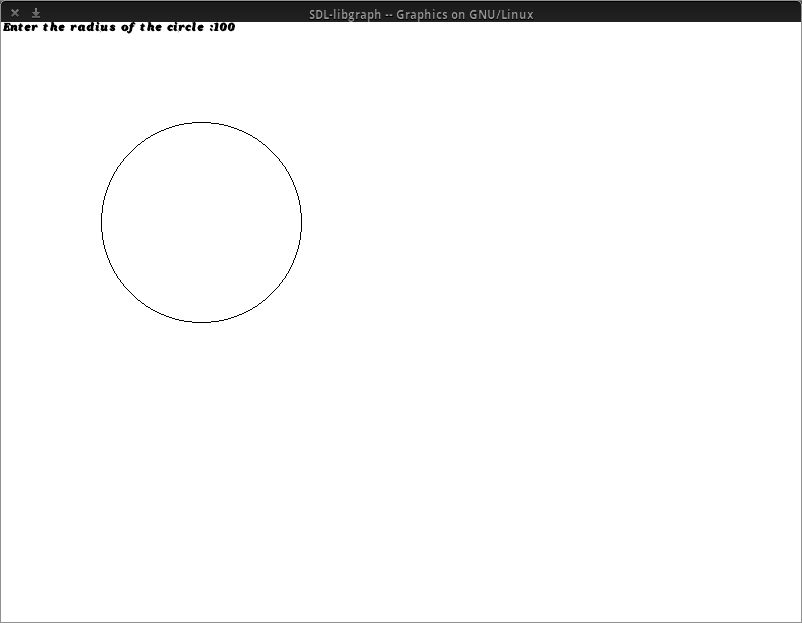 SDL-libgraph -- Graphics on GNU/Linux
Enter the radius of the circle :100